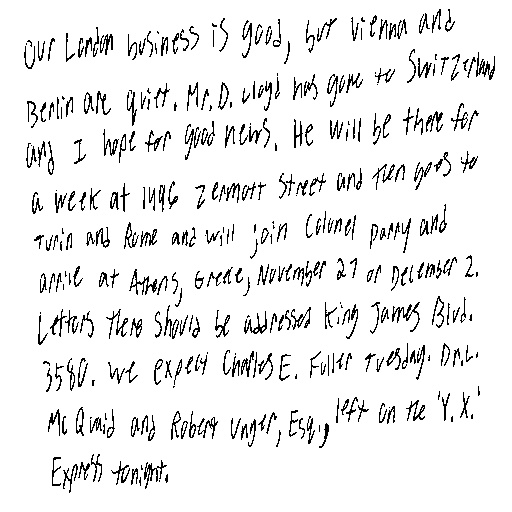 Our London business is good, but Vienna and
Berlin are quiet. Mr. D. Lloyd has gone to Switzerland
and I hope for good news. He will be there for
a week at 1496 Zermott Street and then goes to
Turin and Rome and will join Colonel Parry and
arrive at Athens, Greece, November 27 or December 2.
Letters there should be addressed King James Blvd.
3580. We expect Charles E. Fuller Tuesday. Dr. L.
McQuaid and Robert Unger, Esq., left on the 'Y. X.'
Express tonight.